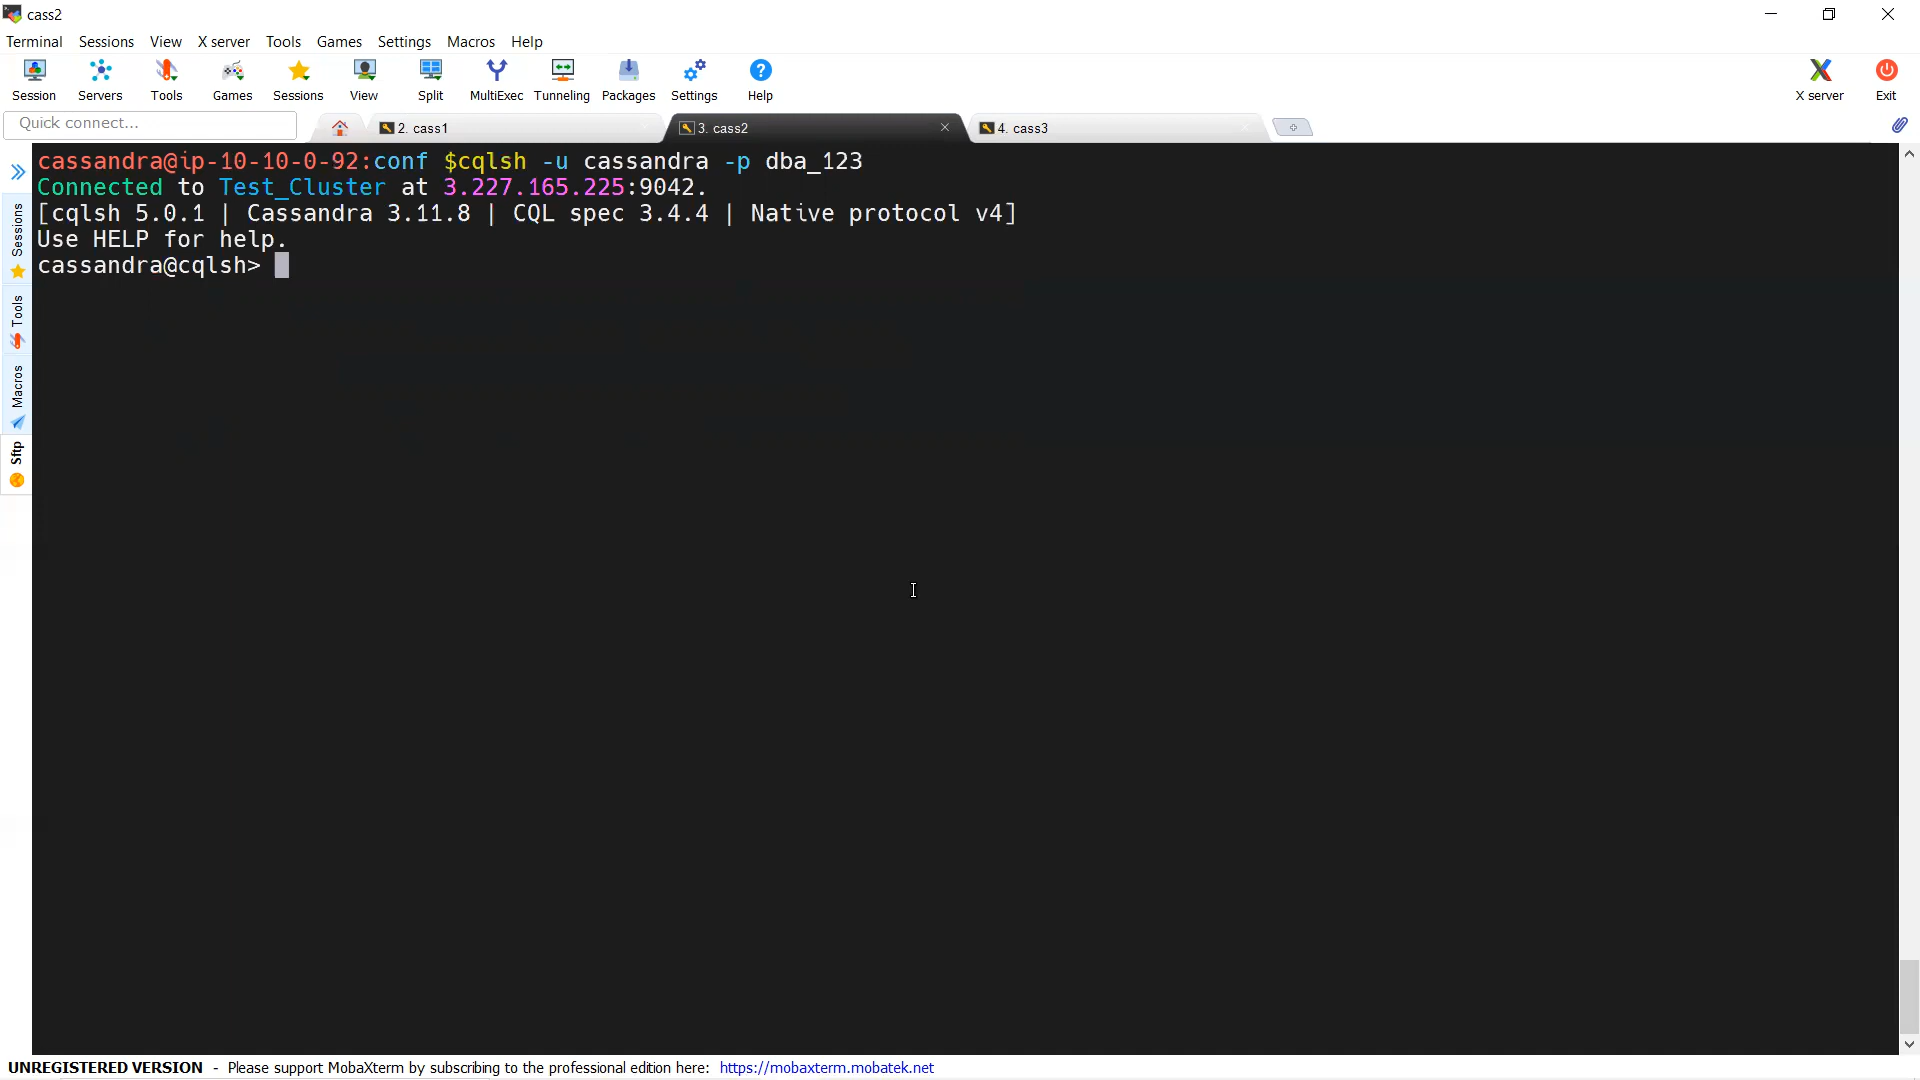 cass2
Terminal Sessions View X server Tools Games Settings Macros Help
Session Servers Tools Games Sessions View Split MultiExec Tunneling Packages Settings Help X server Exit
Quick connect... 2. cass1 3. cass2 4. cass3
cassandra@ip-10-10-0-92:conf $cqlsh -u cassandra -p dba_123
Connected to Test_Cluster at 3.227.165.225:9042.
[cqlsh 5.0.1 | Cassandra 3.11.8 | CQL spec 3.4.4 | Native protocol v4]
Use HELP for help.
cassandra@cqlsh>
Sessions
Tools
Macros
Sftp
UNREGISTERED VERSION - Please support MobaXterm by subscribing to the professional edition here: https://mobaxterm.mobatek.net